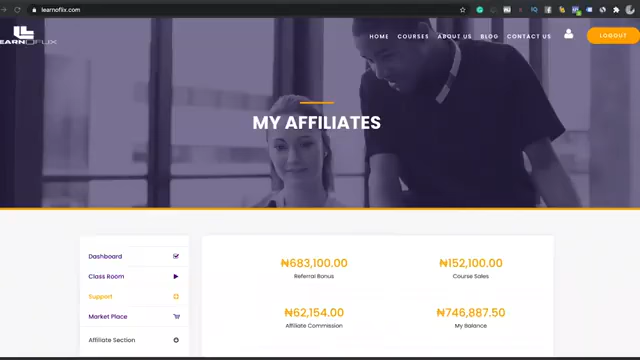 learnoflix.com
LEARNOFLIX
HOME COURSES ABOUT US BLOG CONTACT US LOGOUT
MY AFFILIATES
Dashboard
Class Room
Support
Market Place
Affiliate Section
₦683,100.00
Referral Bonus
₦152,100.00
Course Sales
₦62,154.00
Affiliate Commission
₦746,887.50
My Balance